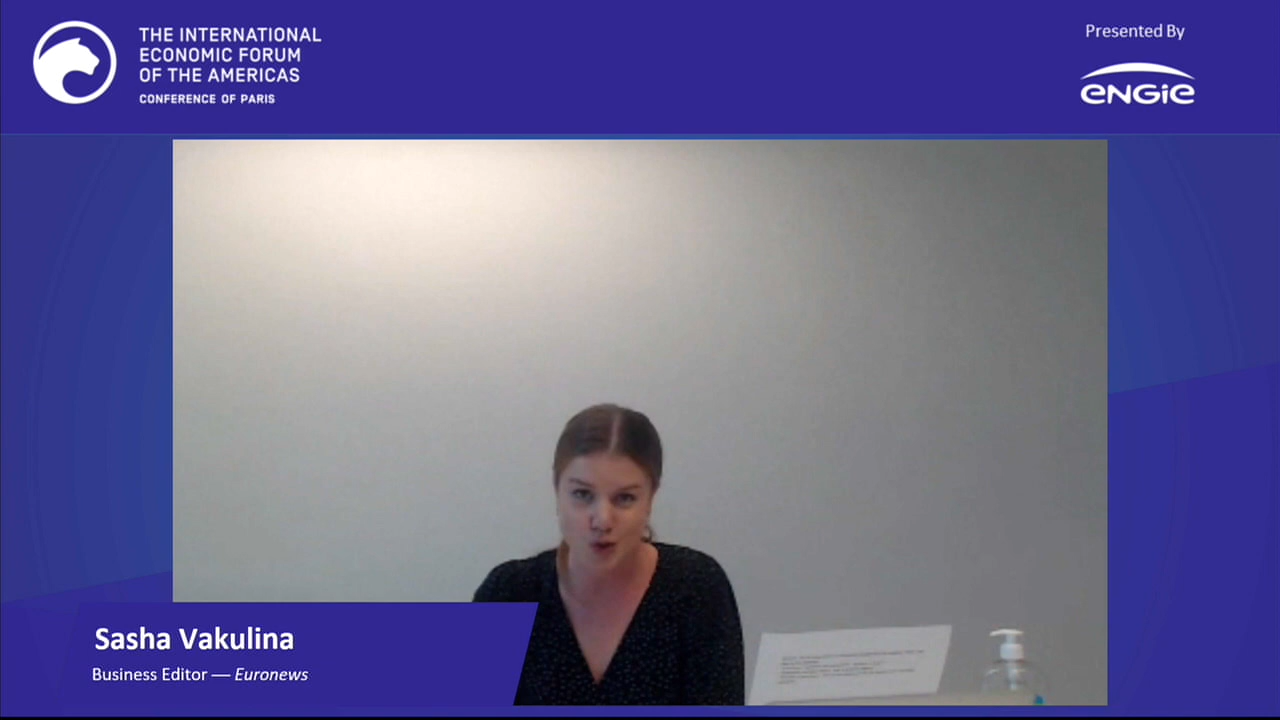 THE INTERNATIONAL
ECONOMIC FORUM
OF THE AMERICAS
CONFERENCE OF PARIS
Presented By
ENGIE
Sasha Vakulina
Business Editor — Euronews